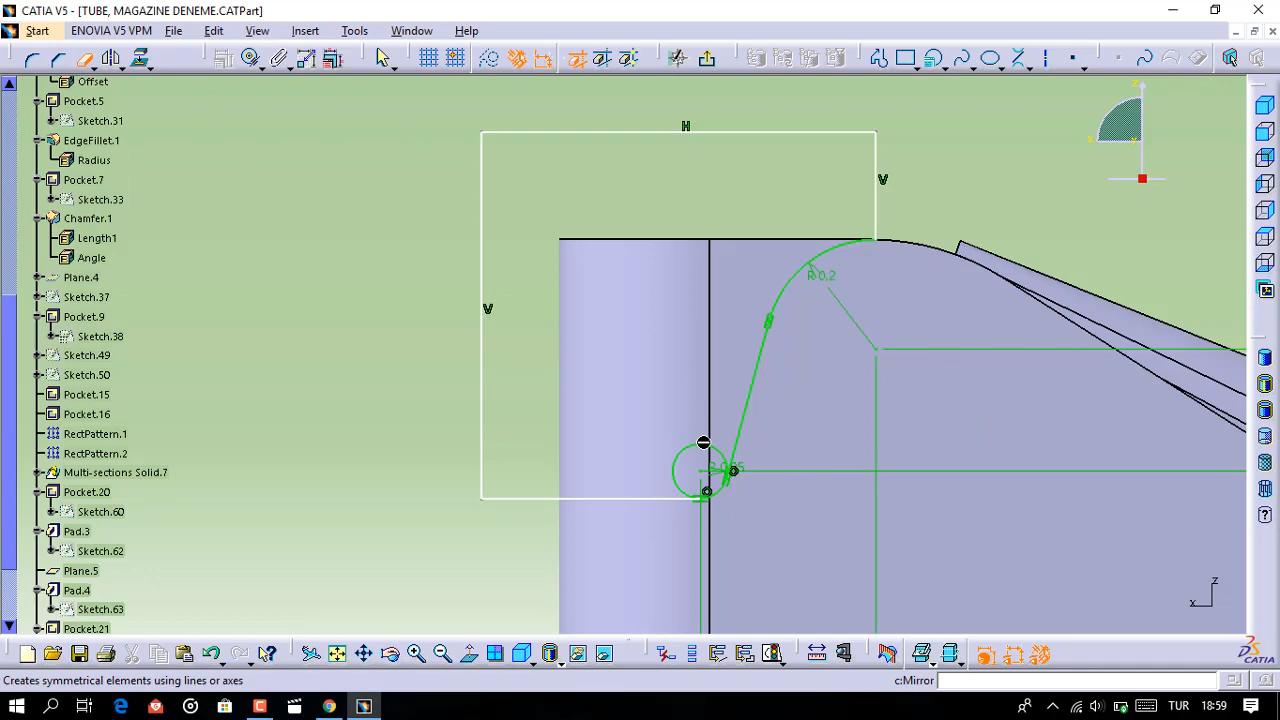 CATIA V5 - [TUBE, MAGAZINE DENEME.CATPart]
Start ENOVIA V5 VPM File Edit View Insert Tools Window Help
Offset
Pocket.5
Sketch.31
EdgeFillet.1
Radius
Pocket.7
Sketch.33
Chamfer.1
Length1
Angle
Plane.4
Sketch.37
Pocket.9
Sketch.38
Sketch.49
Sketch.50
Pocket.15
Pocket.16
RectPattern.1
RectPattern.2
Multi-sections Solid.7
Pocket.20
Sketch.60
Pad.3
Sketch.62
Plane.5
Pad.4
Sketch.63
Pocket.21
H
V
V
R 0,2
z
x
z
x
CATIA
Creates symmetrical elements using lines or axes
c:Mirror
TUR 18:59